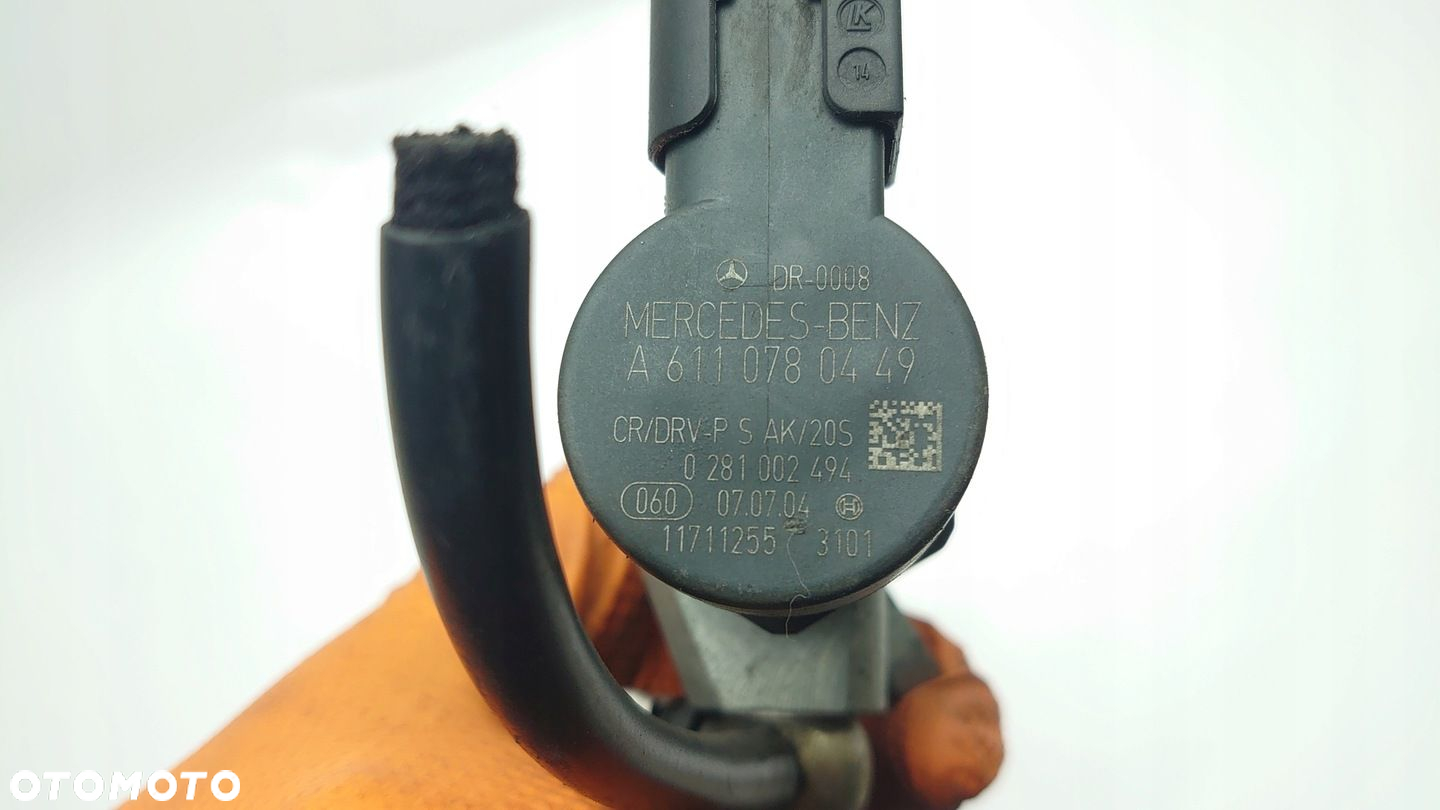 LK
14
DR-0008
MERCEDES-BENZ
A 611 078 04 49
CR/DRV-P S AK/20S
0 281 002 494
060 07.07.04
11711255 3101
OTOMOTO